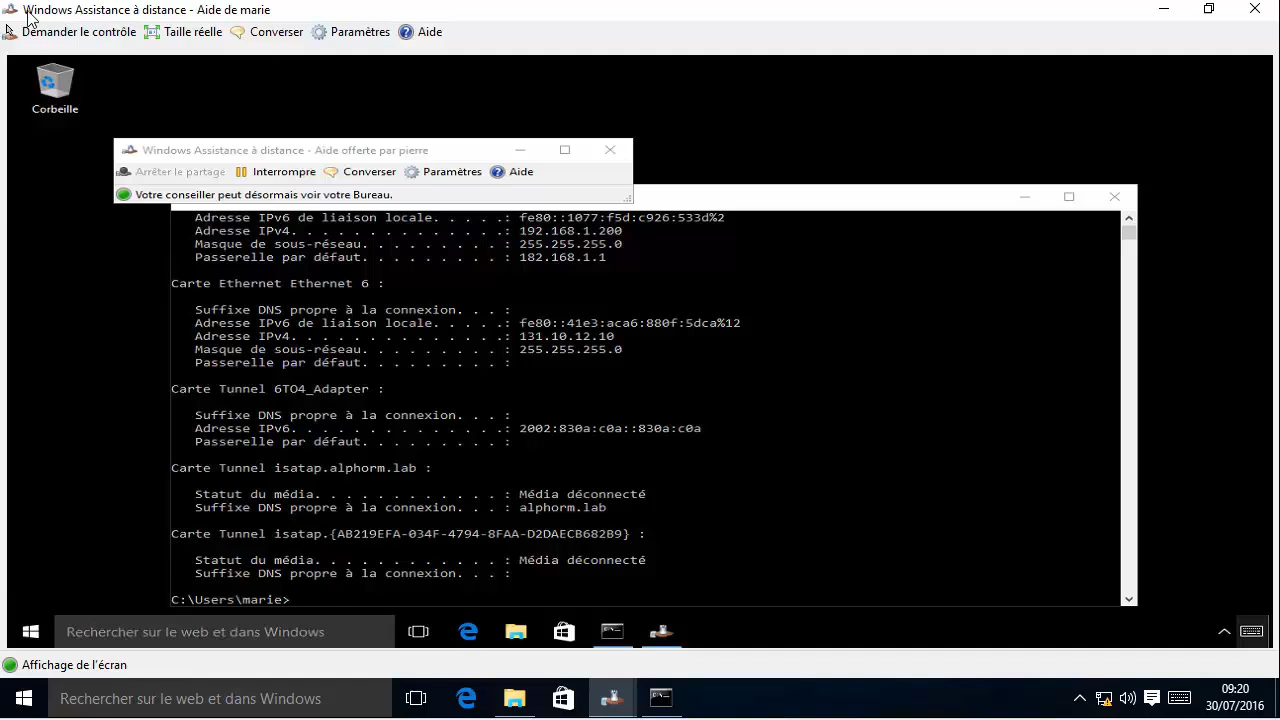 Windows Assistance à distance - Aide de marie
Demander le contrôle Taille réelle Converser Paramètres Aide
Corbeille
Windows Assistance à distance - Aide offerte par pierre
Arrêter le partage Interrompre Converser Paramètres Aide
Votre conseiller peut désormais voir votre Bureau.
Adresse IPv6 de liaison locale. . . . .: fe80::1077:f5d:c926:533d%2
Adresse IPv4. . . . . . . . . . . . . .: 192.168.1.200
Masque de sous-réseau. . . . . . . . . : 255.255.255.0
Passerelle par défaut. . . . . . . . . : 182.168.1.1
Carte Ethernet Ethernet 6 :
Suffixe DNS propre à la connexion. . . :
Adresse IPv6 de liaison locale. . . . .: fe80::41e3:aca6:880f:5dca%12
Adresse IPv4. . . . . . . . . . . . . .: 131.10.12.10
Masque de sous-réseau. . . . . . . . . : 255.255.255.0
Passerelle par défaut. . . . . . . . . :
Carte Tunnel 6TO4_Adapter :
Suffixe DNS propre à la connexion. . . :
Adresse IPv6. . . . . . . . . . . . . .: 2002:830a:c0a::830a:c0a
Passerelle par défaut. . . . . . . . . :
Carte Tunnel isatap.alphorm.lab :
Statut du média. . . . . . . . . . . . : Média déconnecté
Suffixe DNS propre à la connexion. . . : alphorm.lab
Carte Tunnel isatap.{AB219EFA-034F-4794-8FAA-D2DAECB682B9} :
Statut du média. . . . . . . . . . . . : Média déconnecté
Suffixe DNS propre à la connexion. . . :
C:\Users\marie>
Rechercher sur le web et dans Windows
Affichage de l'écran
Rechercher sur le web et dans Windows
09:20
30/07/2016